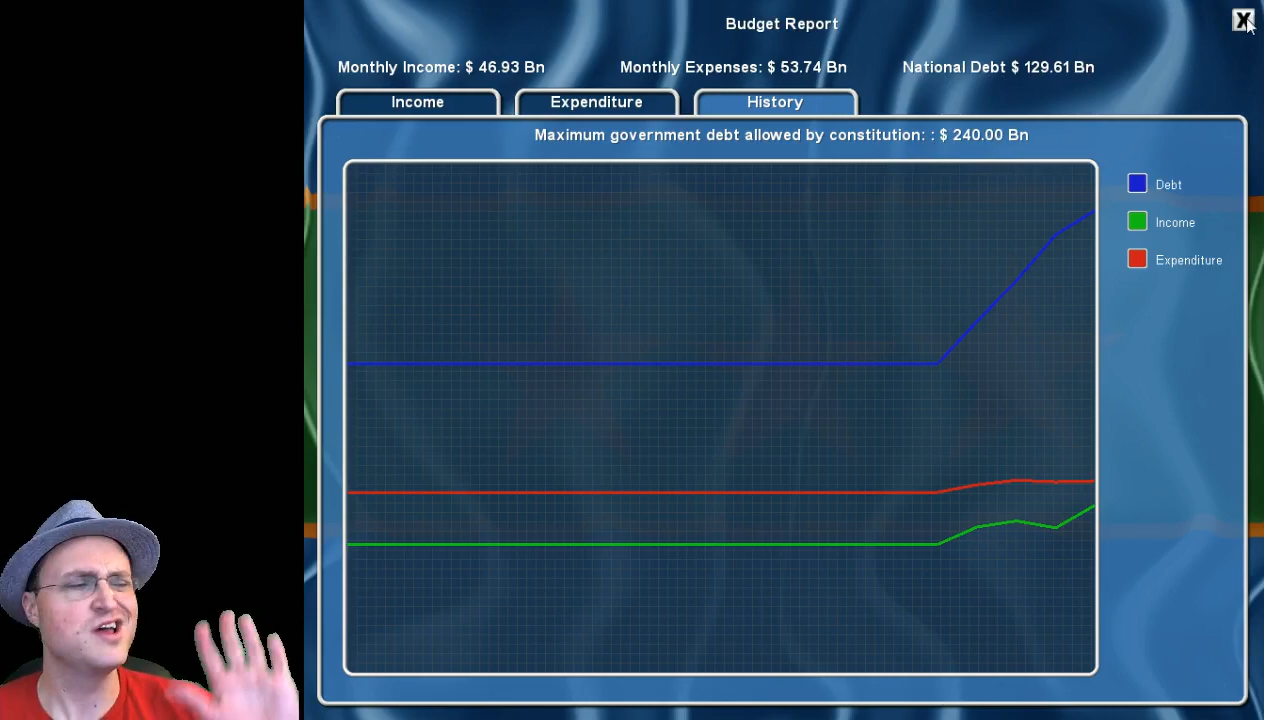 Budget Report
X
Monthly Income: $ 46.93 Bn Monthly Expenses: $ 53.74 Bn National Debt $ 129.61 Bn
Income Expenditure History
Maximum government debt allowed by constitution: : $ 240.00 Bn
Debt
Income
Expenditure